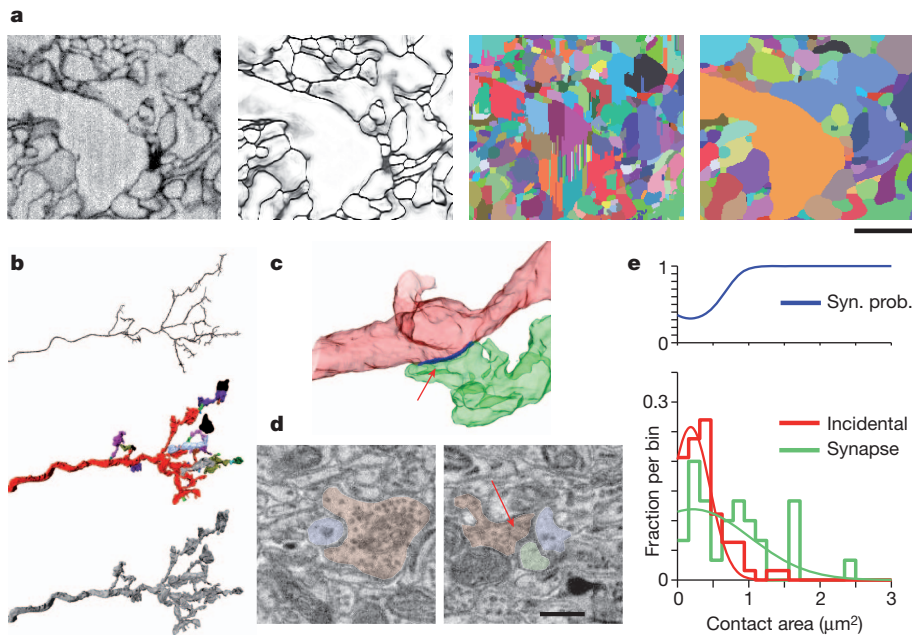 a
b
c
d
e
1
Syn. prob.
0
0.3
Incidental
Synapse
Fraction per bin
0
0
1
2
3
Contact area (μm²)